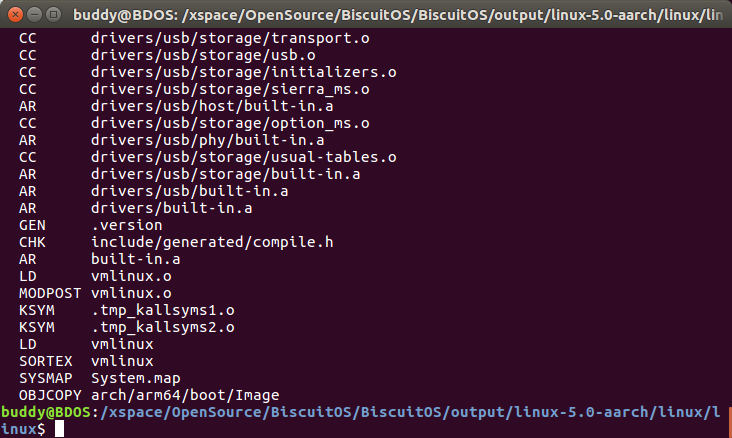 buddy@BDOS: /xspace/OpenSource/BiscuitOS/BiscuitOS/output/linux-5.0-aarch/linux/lin
CC drivers/usb/storage/transport.o
CC drivers/usb/storage/usb.o
CC drivers/usb/storage/initializers.o
CC drivers/usb/storage/sierra_ms.o
AR drivers/usb/host/built-in.a
CC drivers/usb/storage/option_ms.o
AR drivers/usb/phy/built-in.a
CC drivers/usb/storage/usual-tables.o
AR drivers/usb/storage/built-in.a
AR drivers/usb/built-in.a
AR drivers/built-in.a
GEN .version
CHK include/generated/compile.h
AR built-in.a
LD vmlinux.o
MODPOST vmlinux.o
KSYM .tmp_kallsyms1.o
KSYM .tmp_kallsyms2.o
LD vmlinux
SORTEX vmlinux
SYSMAP System.map
OBJCOPY arch/arm64/boot/Image
buddy@BDOS:/xspace/OpenSource/BiscuitOS/BiscuitOS/output/linux-5.0-aarch/linux/l
inux$